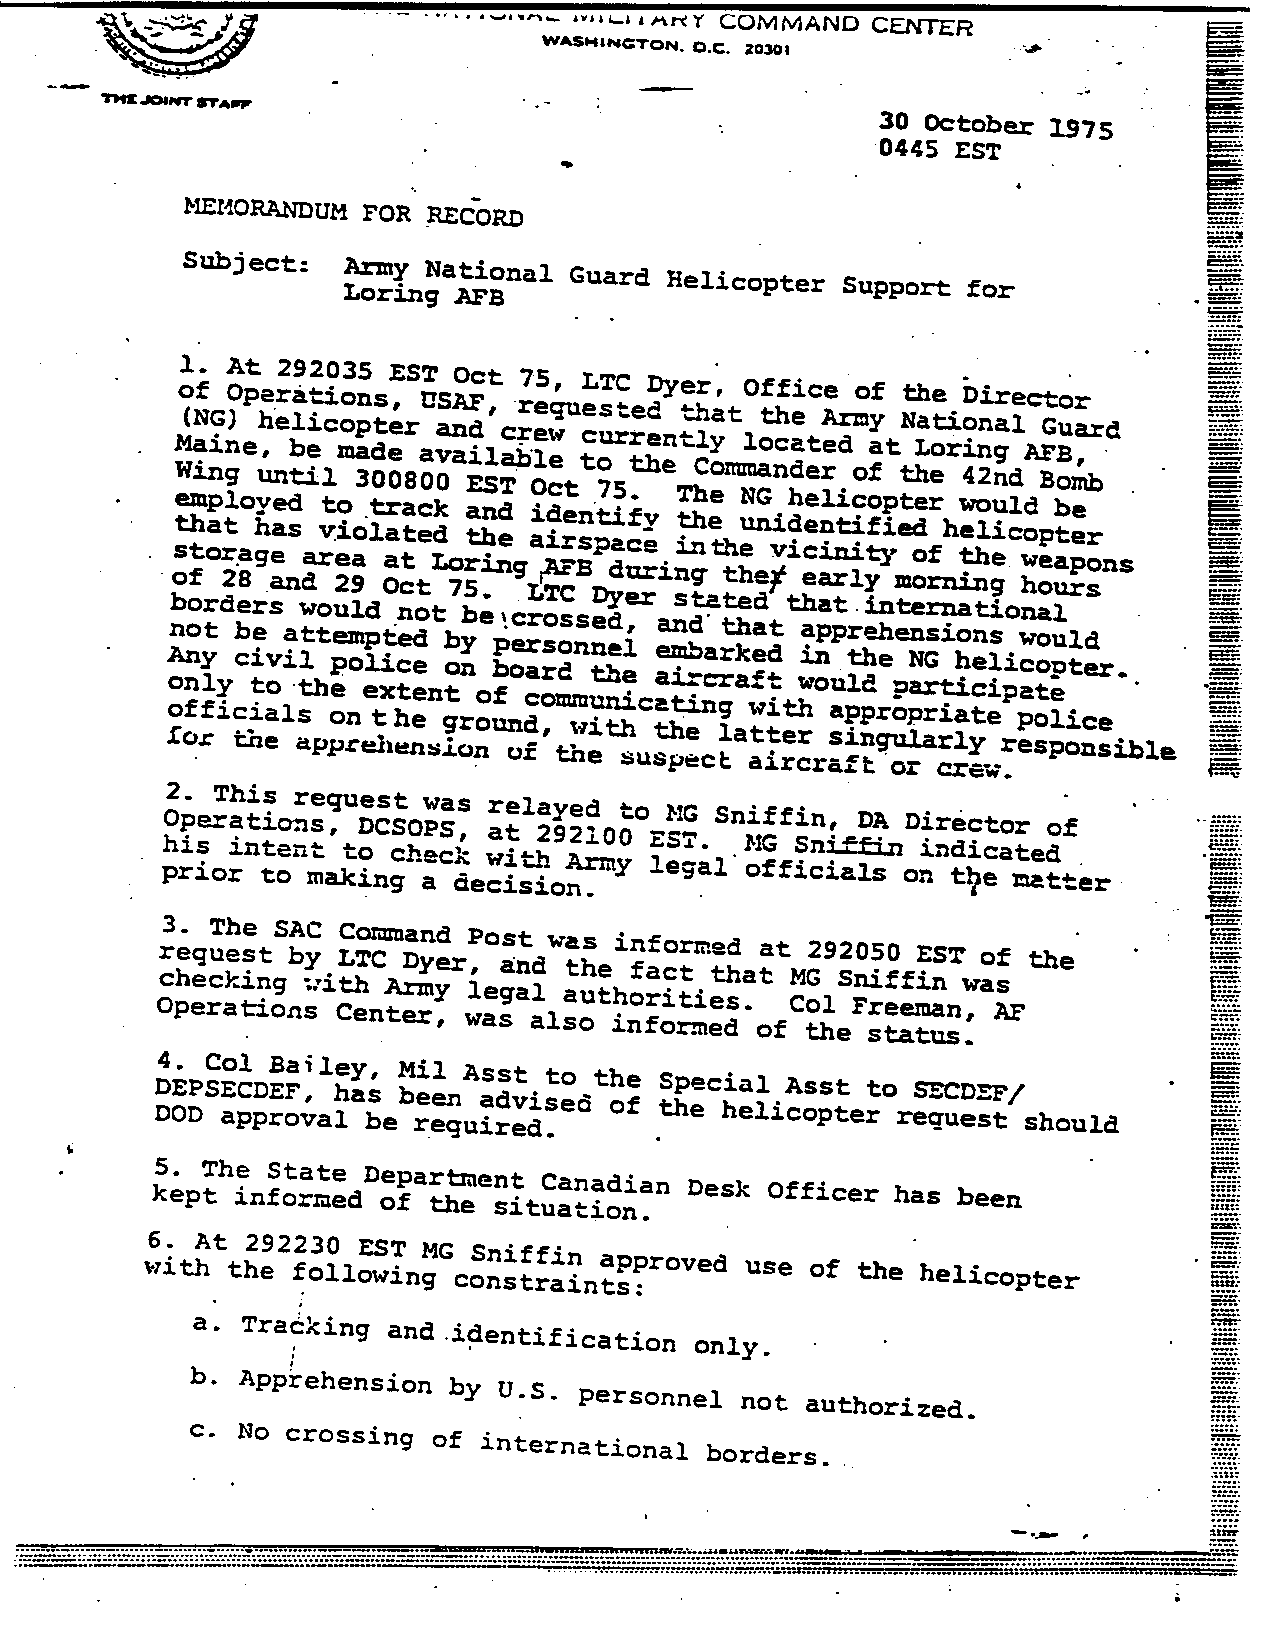 MILITARY COMMAND CENTER
WASHINGTON, D.C. 20301
THE JOINT STAFF
30 October 1975
0445 EST
MEMORANDUM FOR RECORD
Subject: Army National Guard Helicopter Support for
Loring AFB
1. At 292035 EST Oct 75, LTC Dyer, Office of the Director
of Operations, USAF, requested that the Army National Guard
(NG) helicopter and crew currently located at Loring AFB,
Maine, be made available to the Commander of the 42nd Bomb
Wing until 300800 EST Oct 75. The NG helicopter would be
employed to track and identify the unidentified helicopter
that has violated the airspace inthe vicinity of the weapons
storage area at Loring AFB during the early morning hours
of 28 and 29 Oct 75. LTC Dyer stated that international
borders would not be crossed, and that apprehensions would
not be attempted by personnel embarked in the NG helicopter.
Any civil police on board the aircraft would participate
only to the extent of communicating with appropriate police
officials on the ground, with the latter singularly responsible
for the apprehension of the suspect aircraft or crew.
2. This request was relayed to MG Sniffin, DA Director of
Operations, DCSOPS, at 292100 EST. MG Sniffin indicated
his intent to check with Army legal officials on the matter
prior to making a decision.
3. The SAC Command Post was informed at 292050 EST of the
request by LTC Dyer, and the fact that MG Sniffin was
checking with Army legal authorities. Col Freeman, AF
Operations Center, was also informed of the status.
4. Col Bailey, Mil Asst to the Special Asst to SECDEF/
DEPSECDEF, has been advised of the helicopter request should
DOD approval be required.
5. The State Department Canadian Desk Officer has been
kept informed of the situation.
6. At 292230 EST MG Sniffin approved use of the helicopter
with the following constraints:
a. Tracking and identification only.
b. Apprehension by U.S. personnel not authorized.
c. No crossing of international borders.